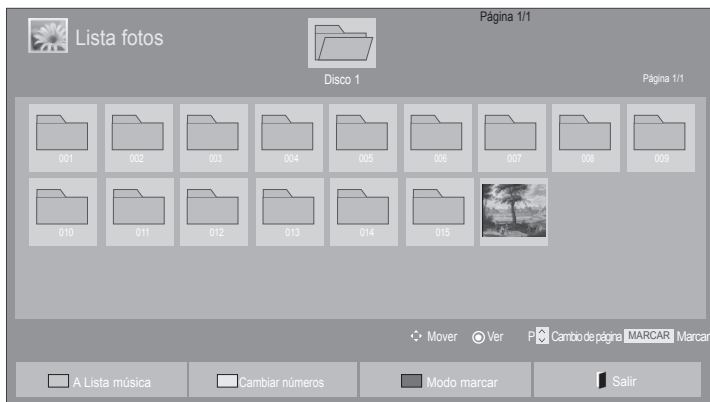 Página 1/1
Lista fotos
Disco 1
Página 1/1
001 002 003 004 005 006 007 008 009
010 011 012 013 014 015
Mover Ver P Cambio de página MARCAR Marcar
A Lista música Cambiar números Modo marcar Salir